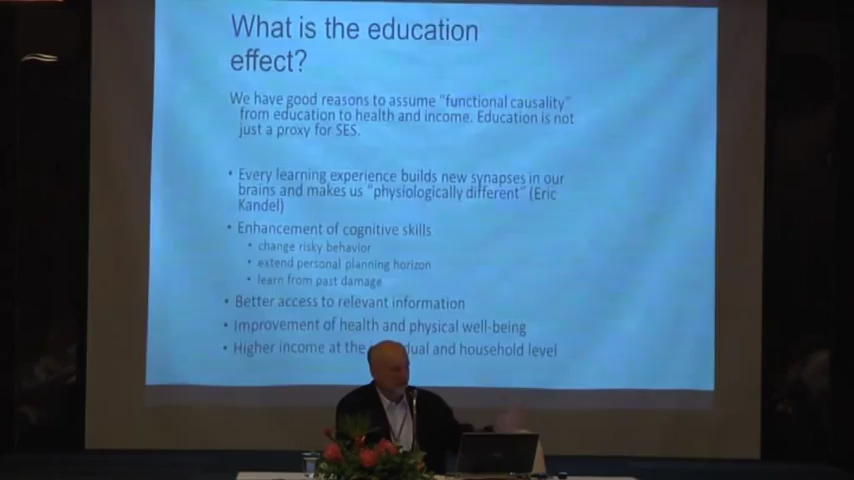 What is the education
effect?
We have good reasons to assume "functional causality"
from education to health and income. Education is not
just a proxy for SES.
• Every learning experience builds new synapses in our
brains and makes us "physiologically different" (Eric
Kandel)
• Enhancement of cognitive skills
• change risky behavior
• extend personal planning horizon
• learn from past damage
• Better access to relevant information
• Improvement of health and physical well-being
• Higher income at the dual and household level